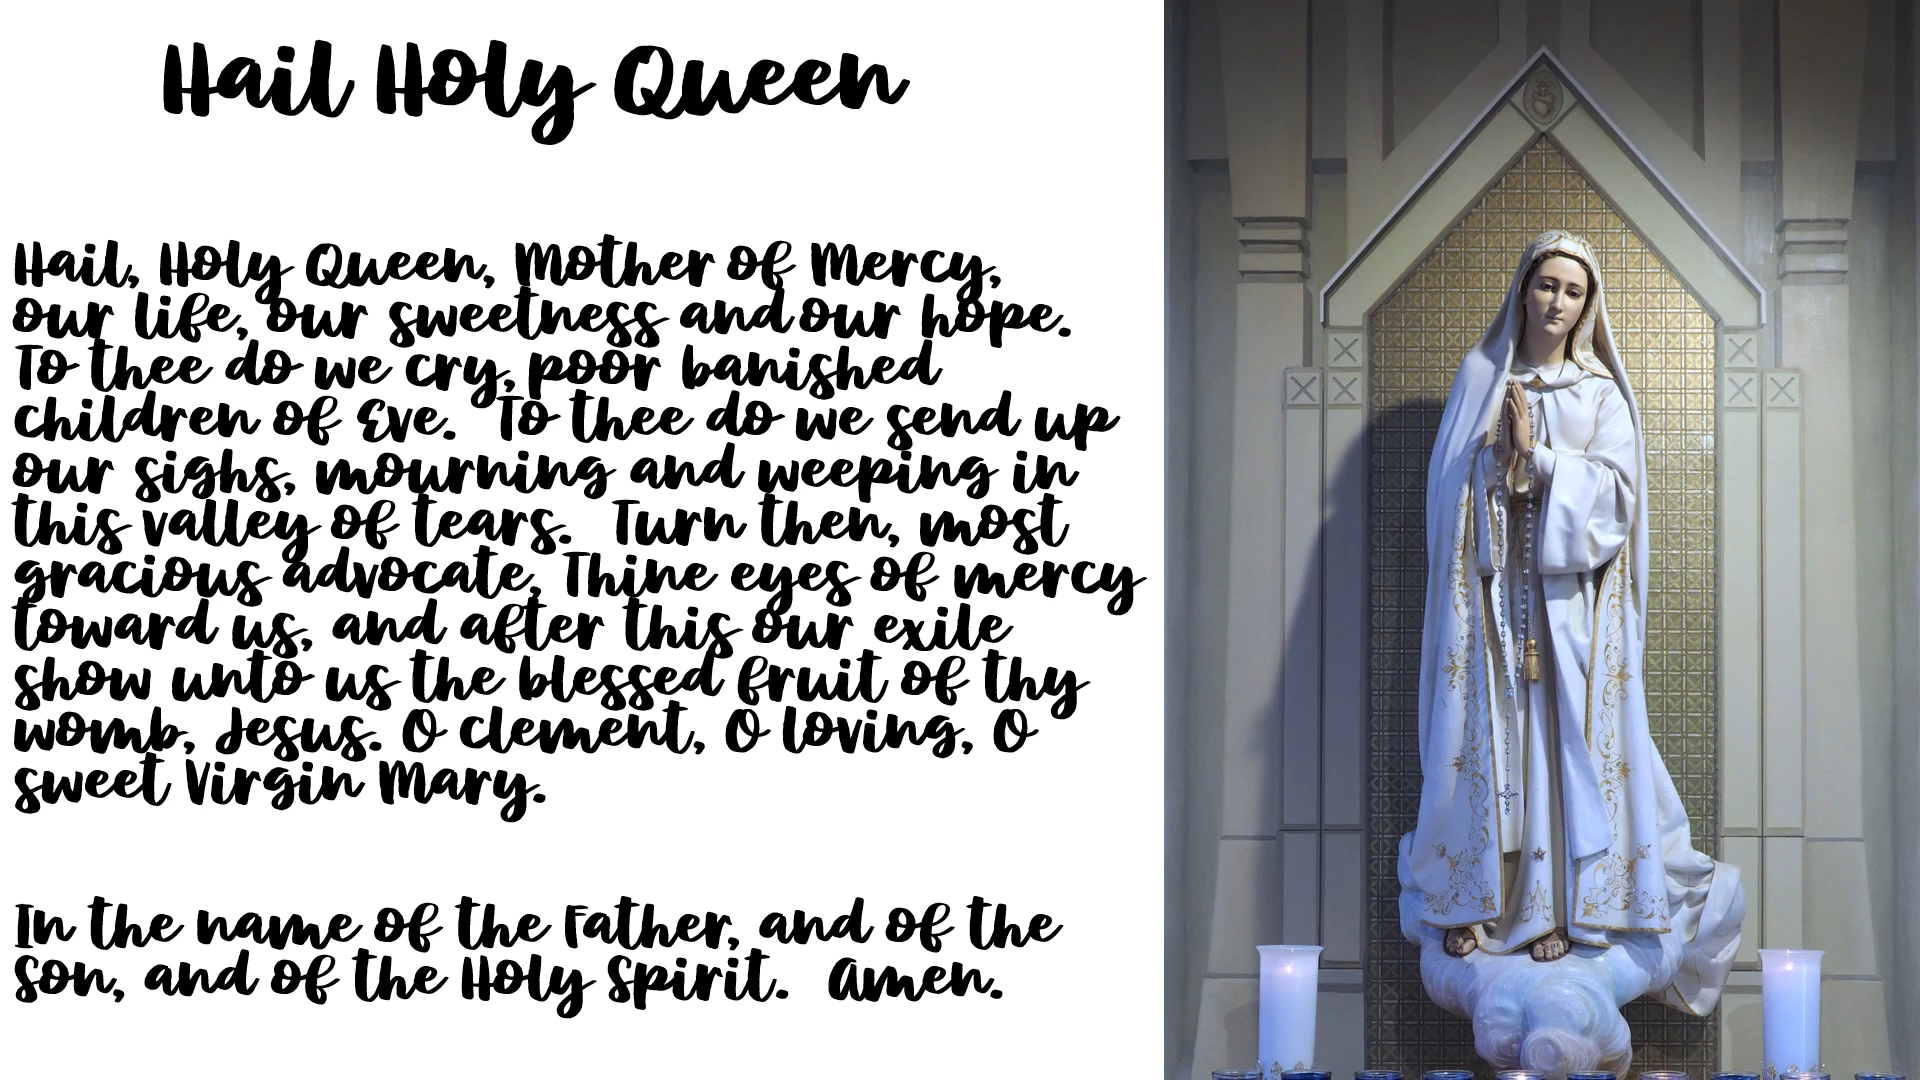 Hail Holy Queen
Hail, Holy Queen, Mother of Mercy,
our life, our sweetness and our hope.
To thee do we cry, poor banished
children of Eve. To thee do we send up
our sighs, mourning and weeping in
this valley of tears. Turn then, most
gracious advocate, Thine eyes of mercy
toward us, and after this our exile
show unto us the blessed fruit of thy
womb, Jesus. O clement, O loving, O
sweet Virgin Mary.
In the name of the Father, and of the
Son, and of the Holy Spirit. Amen.